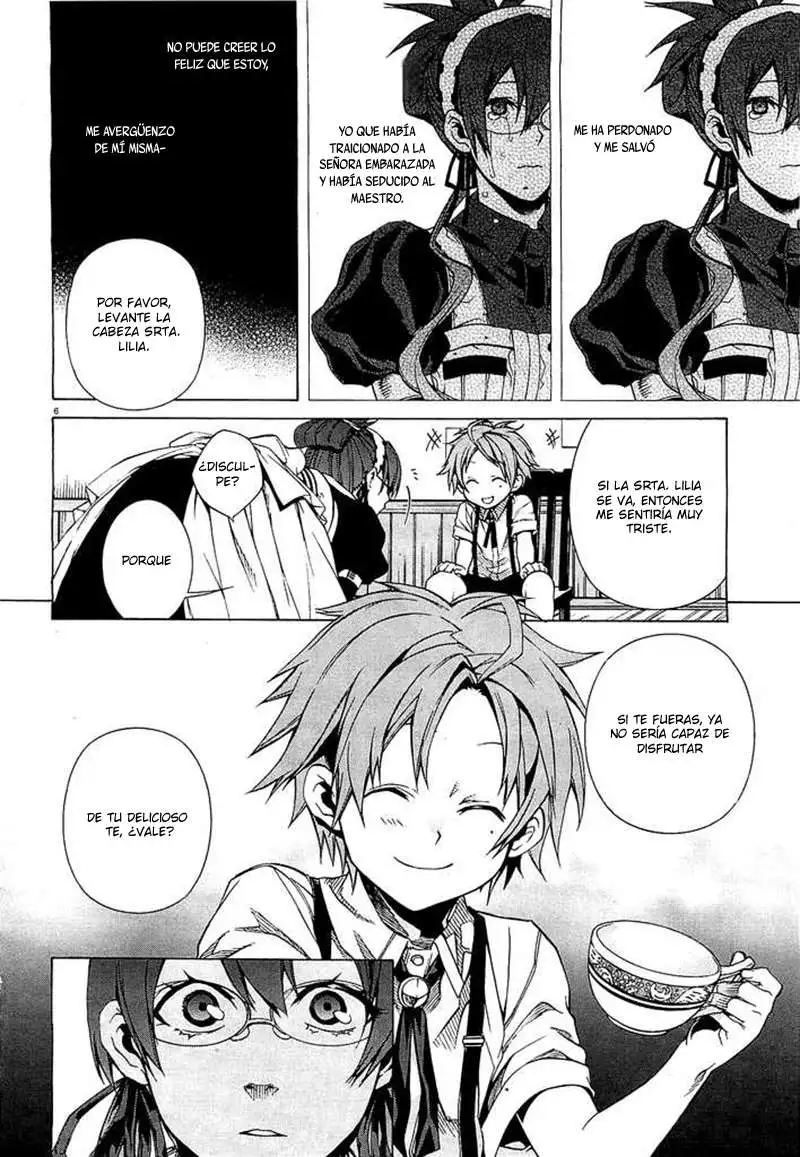 ME HA PERDONADO
Y ME SALVÓ
YO QUE HABÍA
TRAICIONADO A LA
SEÑORA EMBARAZADA
Y HABÍA SEDUCIDO AL
MAESTRO.
NO PUEDE CREER LO
FELIZ QUE ESTOY,
ME AVERGÜENZO
DE MÍ MISMA-
POR FAVOR,
LEVANTE LA
CABEZA SRTA.
LILIA.
6
SI LA SRTA. LILIA
SE VA, ENTONCES
ME SENTIRÍA MUY
TRISTE.
¿DISCUL-
PE?
PORQUE
SI TE FUERAS, YA
NO SERÍA CAPAZ DE
DISFRUTAR
DE TU DELICIOSO
TE, ¿VALE?